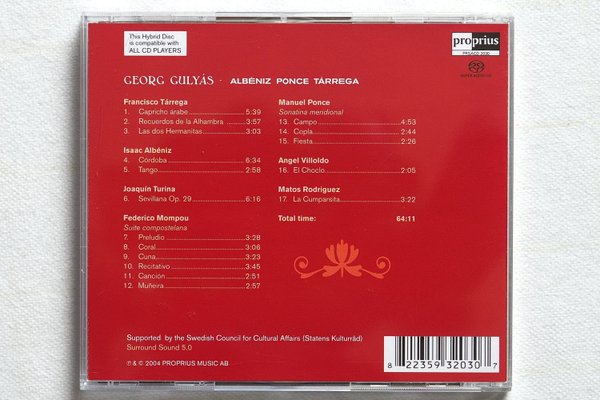 This Hybrid Disc
is compatible with
ALL CD PLAYERS
proprius
PRSACD 2030
SUPER AUDIO CD
GEORG GULYÁS · ALBÉNIZ PONCE TÁRREGA
Francisco Tárrega
1. Capricho árabe 5:39
2. Recuerdos de la Alhambra 3:57
3. Las dos Hermanitas 3:03
Isaac Albéniz
4. Córdoba 6:34
5. Tango 2:58
Joaquín Turina
6. Sevillana Op. 29 6:16
Federico Mompou
Suite compostelana
7. Preludio 3:28
8. Coral 3:06
9. Cuna 3:23
10. Recitativo 3:45
11. Canción 2:51
12. Muñeira 2:57
Manuel Ponce
Sonatina meridional
13. Campo 4:53
14. Copla 2:44
15. Fiesta 2:26
Angel Villoldo
16. El Choclo 2:05
Matos Rodriguez
17. La Cumparsita 3:22
Total time: 64:11
Supported by the Swedish Council for Cultural Affairs (Statens Kulturråd)
Surround Sound 5.0
℗ & © 2004 PROPRIUS MUSIC AB
8 22359 32030 7